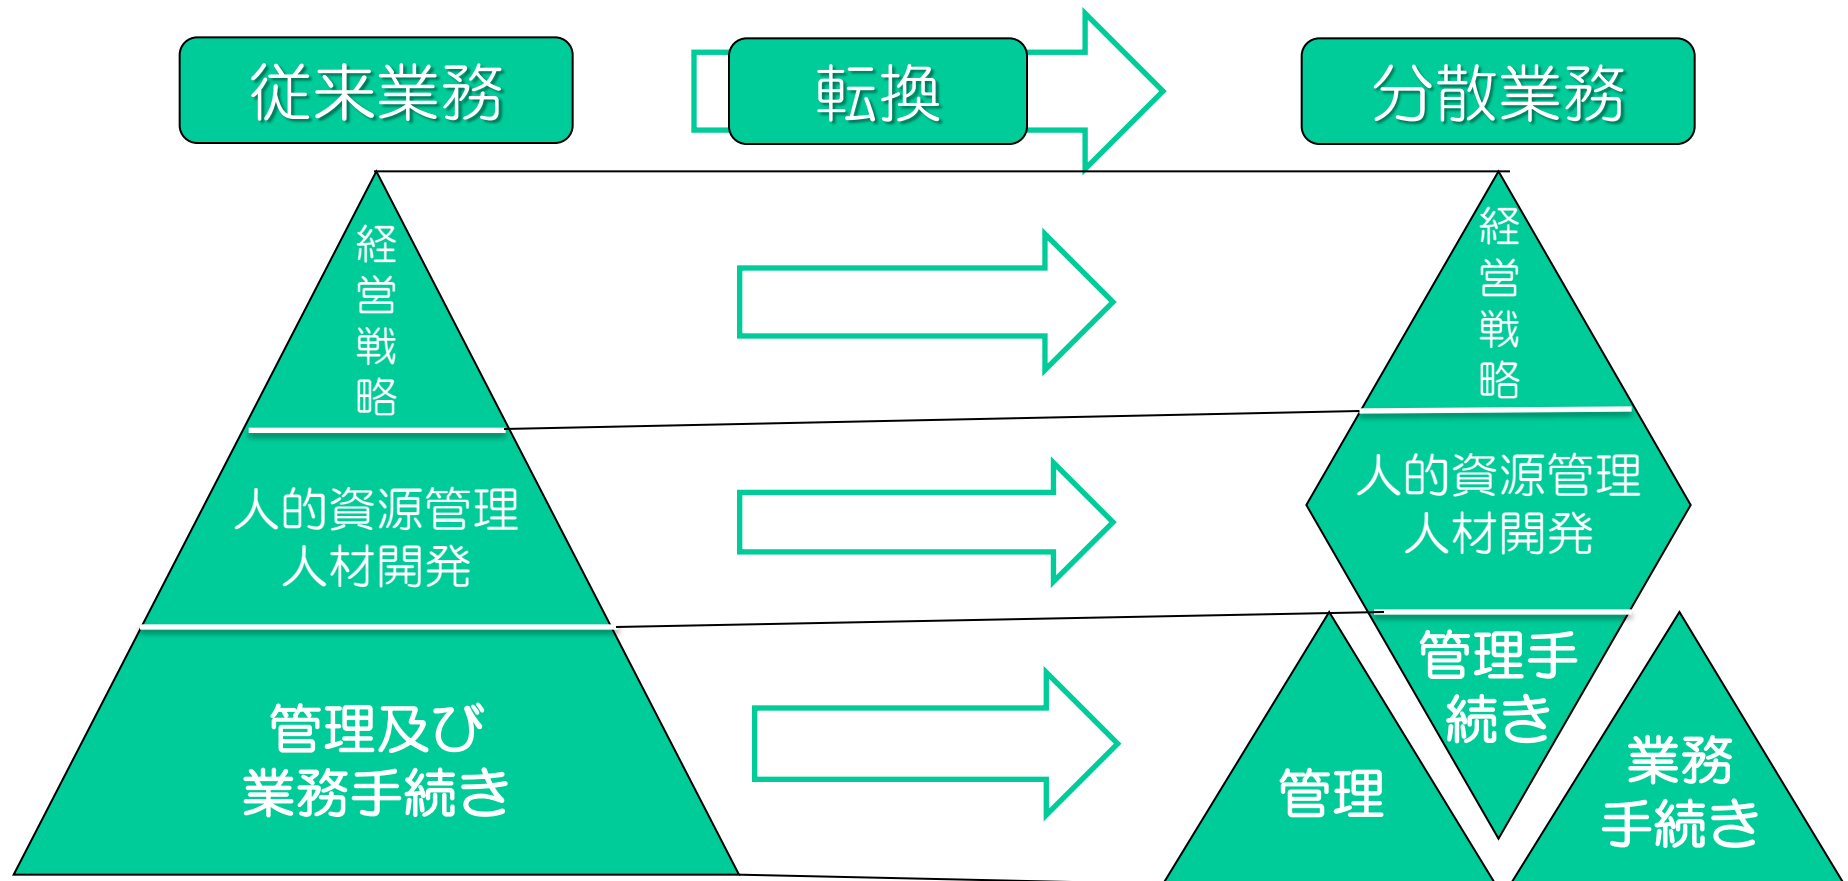 従来業務
転換
分散業務
経
営
戦
略
人的資源管理
人材開発
管理及び
業務手続き
経
営
戦
略
人的資源管理
人材開発
管理手
続き
管理
業務
手続き